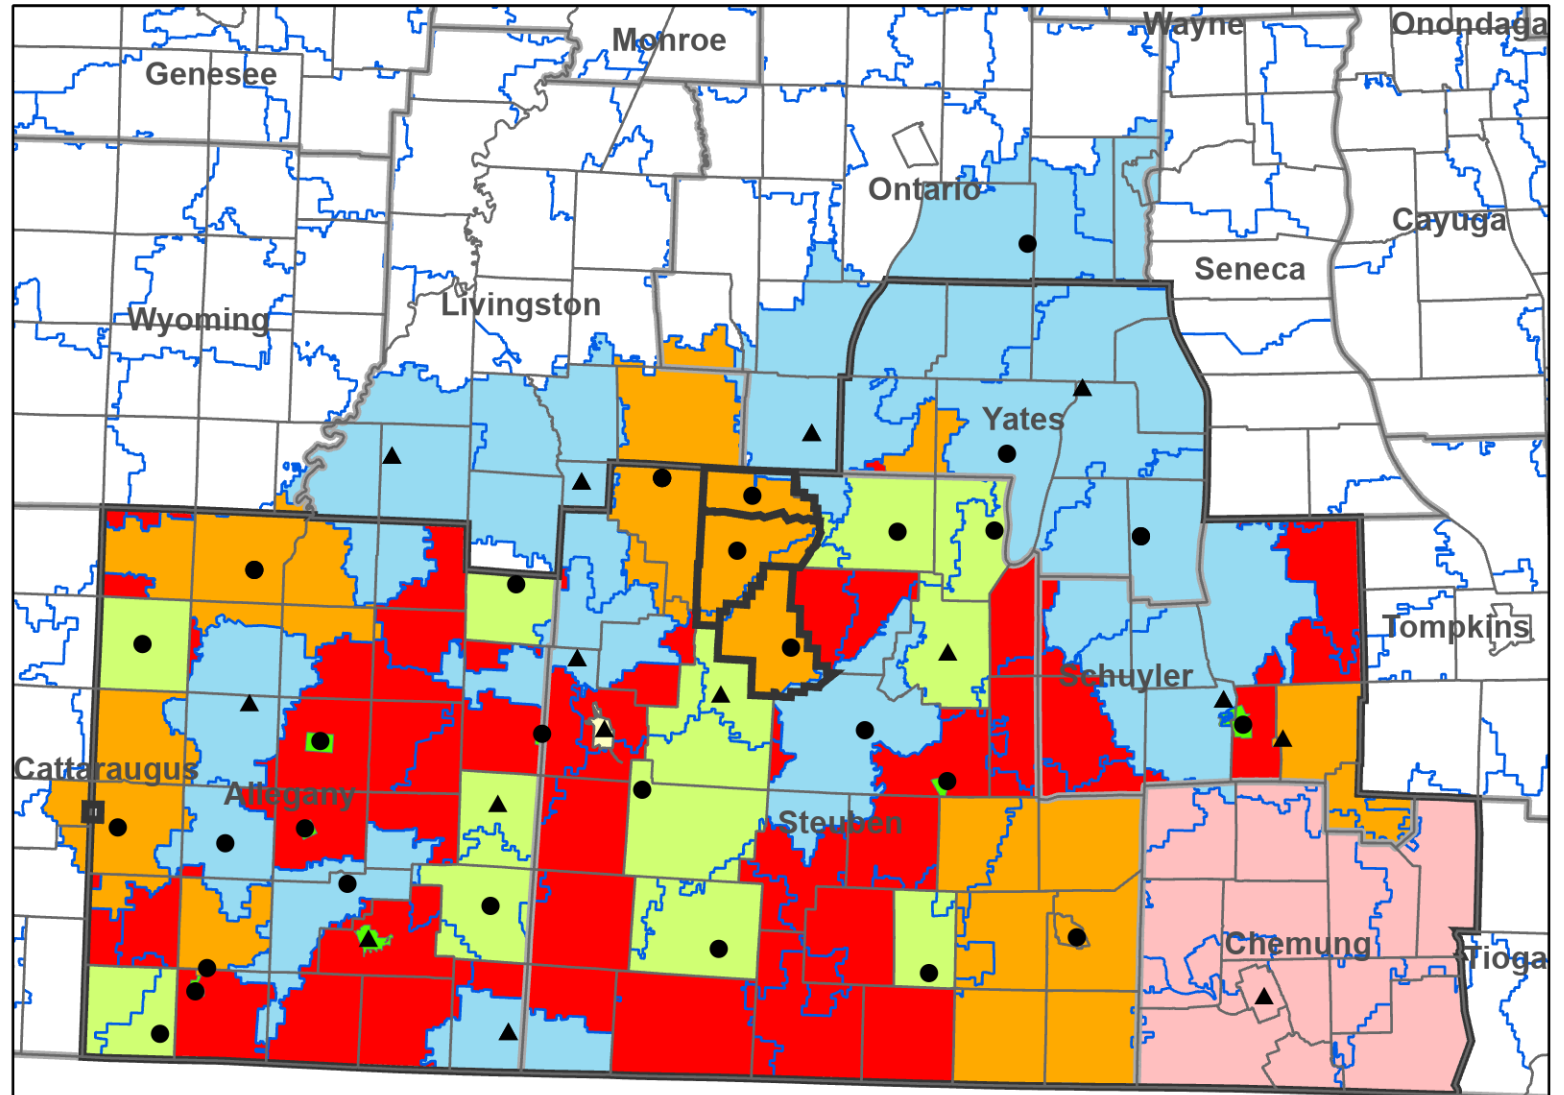 Wayne
Onondaga
Monroe
Genesee
Ontario
Cayuga
Seneca
Livingston
Wyoming
Yates
Tompkins
Schuyler
Cattaraugus
Allegany
Steuben
Chemung
Tioga